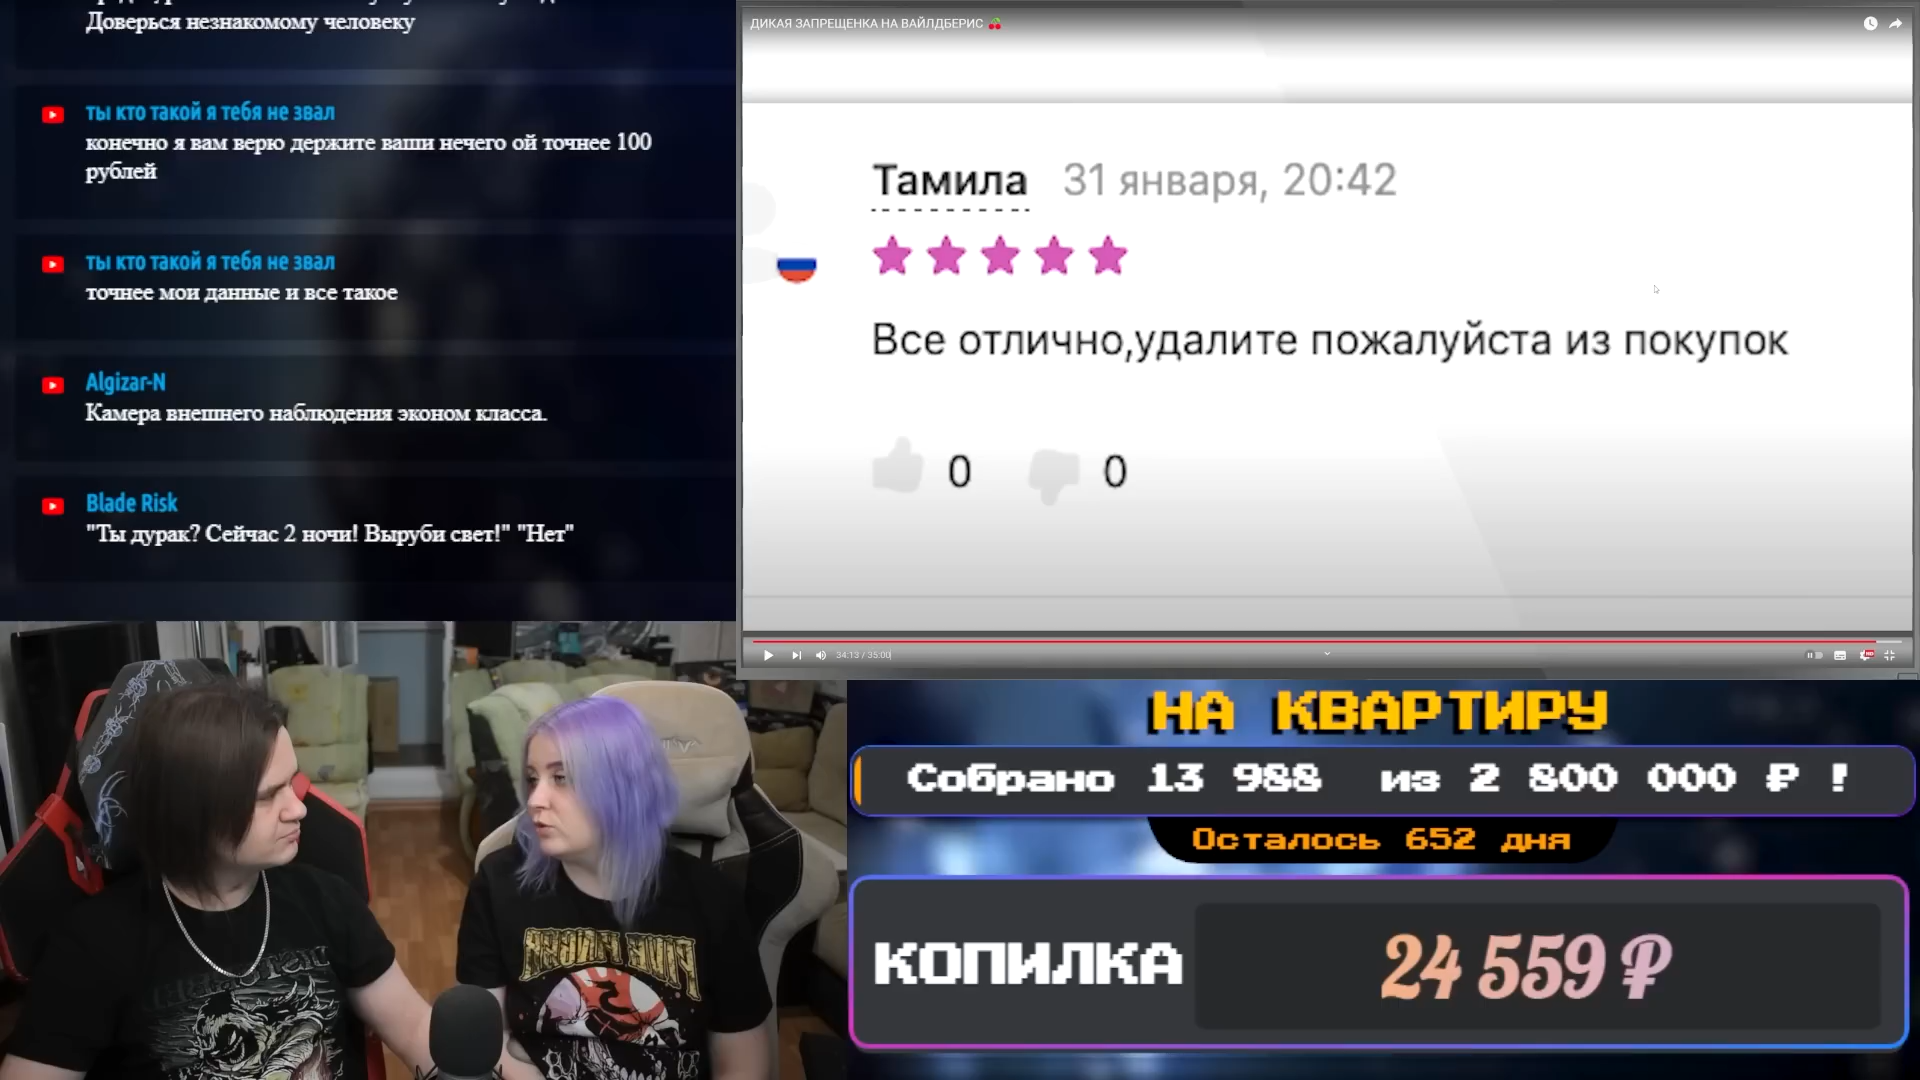 Доверься незнакомому человеку
ты кто такой я тебя не звал
конечно я вам верю держите ваши нечего ой точнее 100
рублей
ты кто такой я тебя не звал
точнее мои данные и все такое
Algizar-N
Камера внешнего наблюдения эконом класса.
Blade Risk
"Ты дурак? Сейчас 2 ночи! Выруби свет!" "Нет"
ДИКАЯ ЗАПРЕЩЕНКА НА ВАЙЛДБЕРИС
Тамила 31 января, 20:42
Все отлично,удалите пожалуйста из покупок
0 0
34:13 / 35:00
НА КВАРТИРУ
Собрано 13 988 из 2 800 000 ₽ !
Осталось 652 дня
КОПИЛКА 24 559 ₽